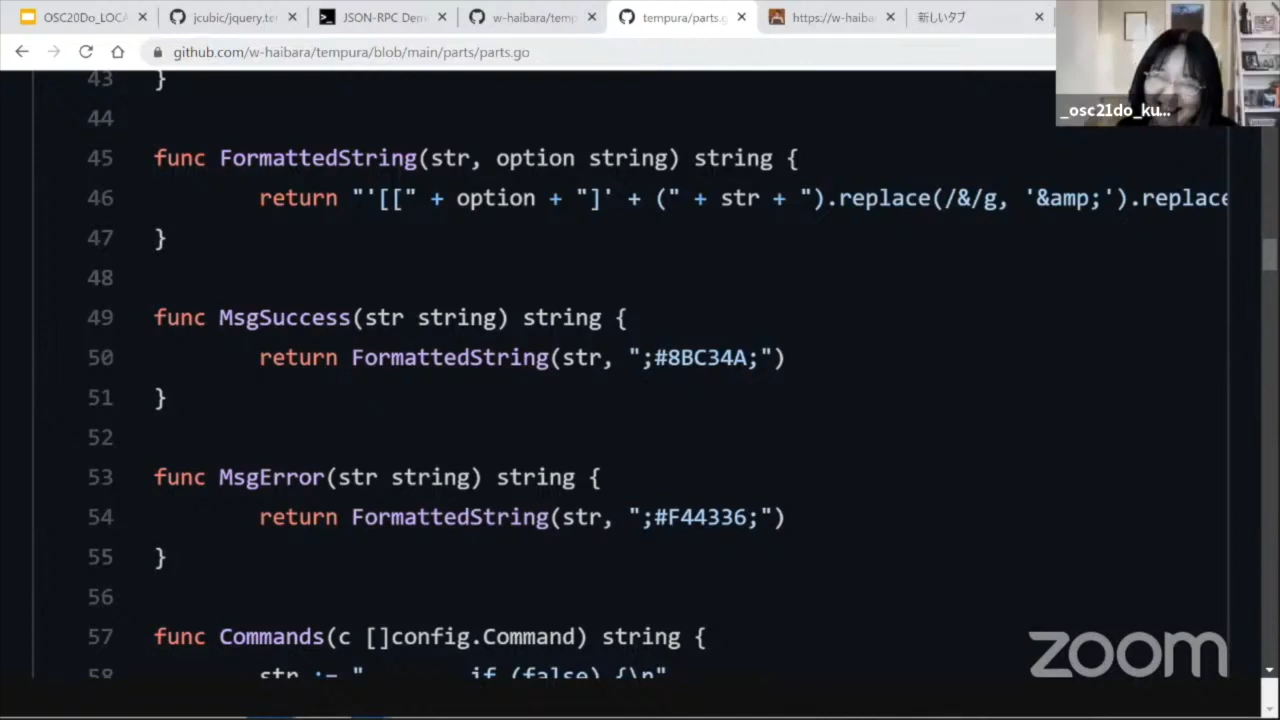 OSC20Do_LOCA
jcubic/jquery.te
JSON-RPC Dem
w-haibara/temp
tempura/parts.g
https://w-haiba
新しいタブ
github.com/w-haibara/tempura/blob/main/parts/parts.go
_osc21do_ku...
43 }
44
45 func FormattedString(str, option string) string {
46 return "'[[" + option + "]' + (" + str + ").replace(/&/g, '&amp;').replace
47 }
48
49 func MsgSuccess(str string) string {
50 return FormattedString(str, ";#8BC34A;")
51 }
52
53 func MsgError(str string) string {
54 return FormattedString(str, ";#F44336;")
55 }
56
57 func Commands(c []config.Command) string {
58 str := " if (false) {\n"
zoom